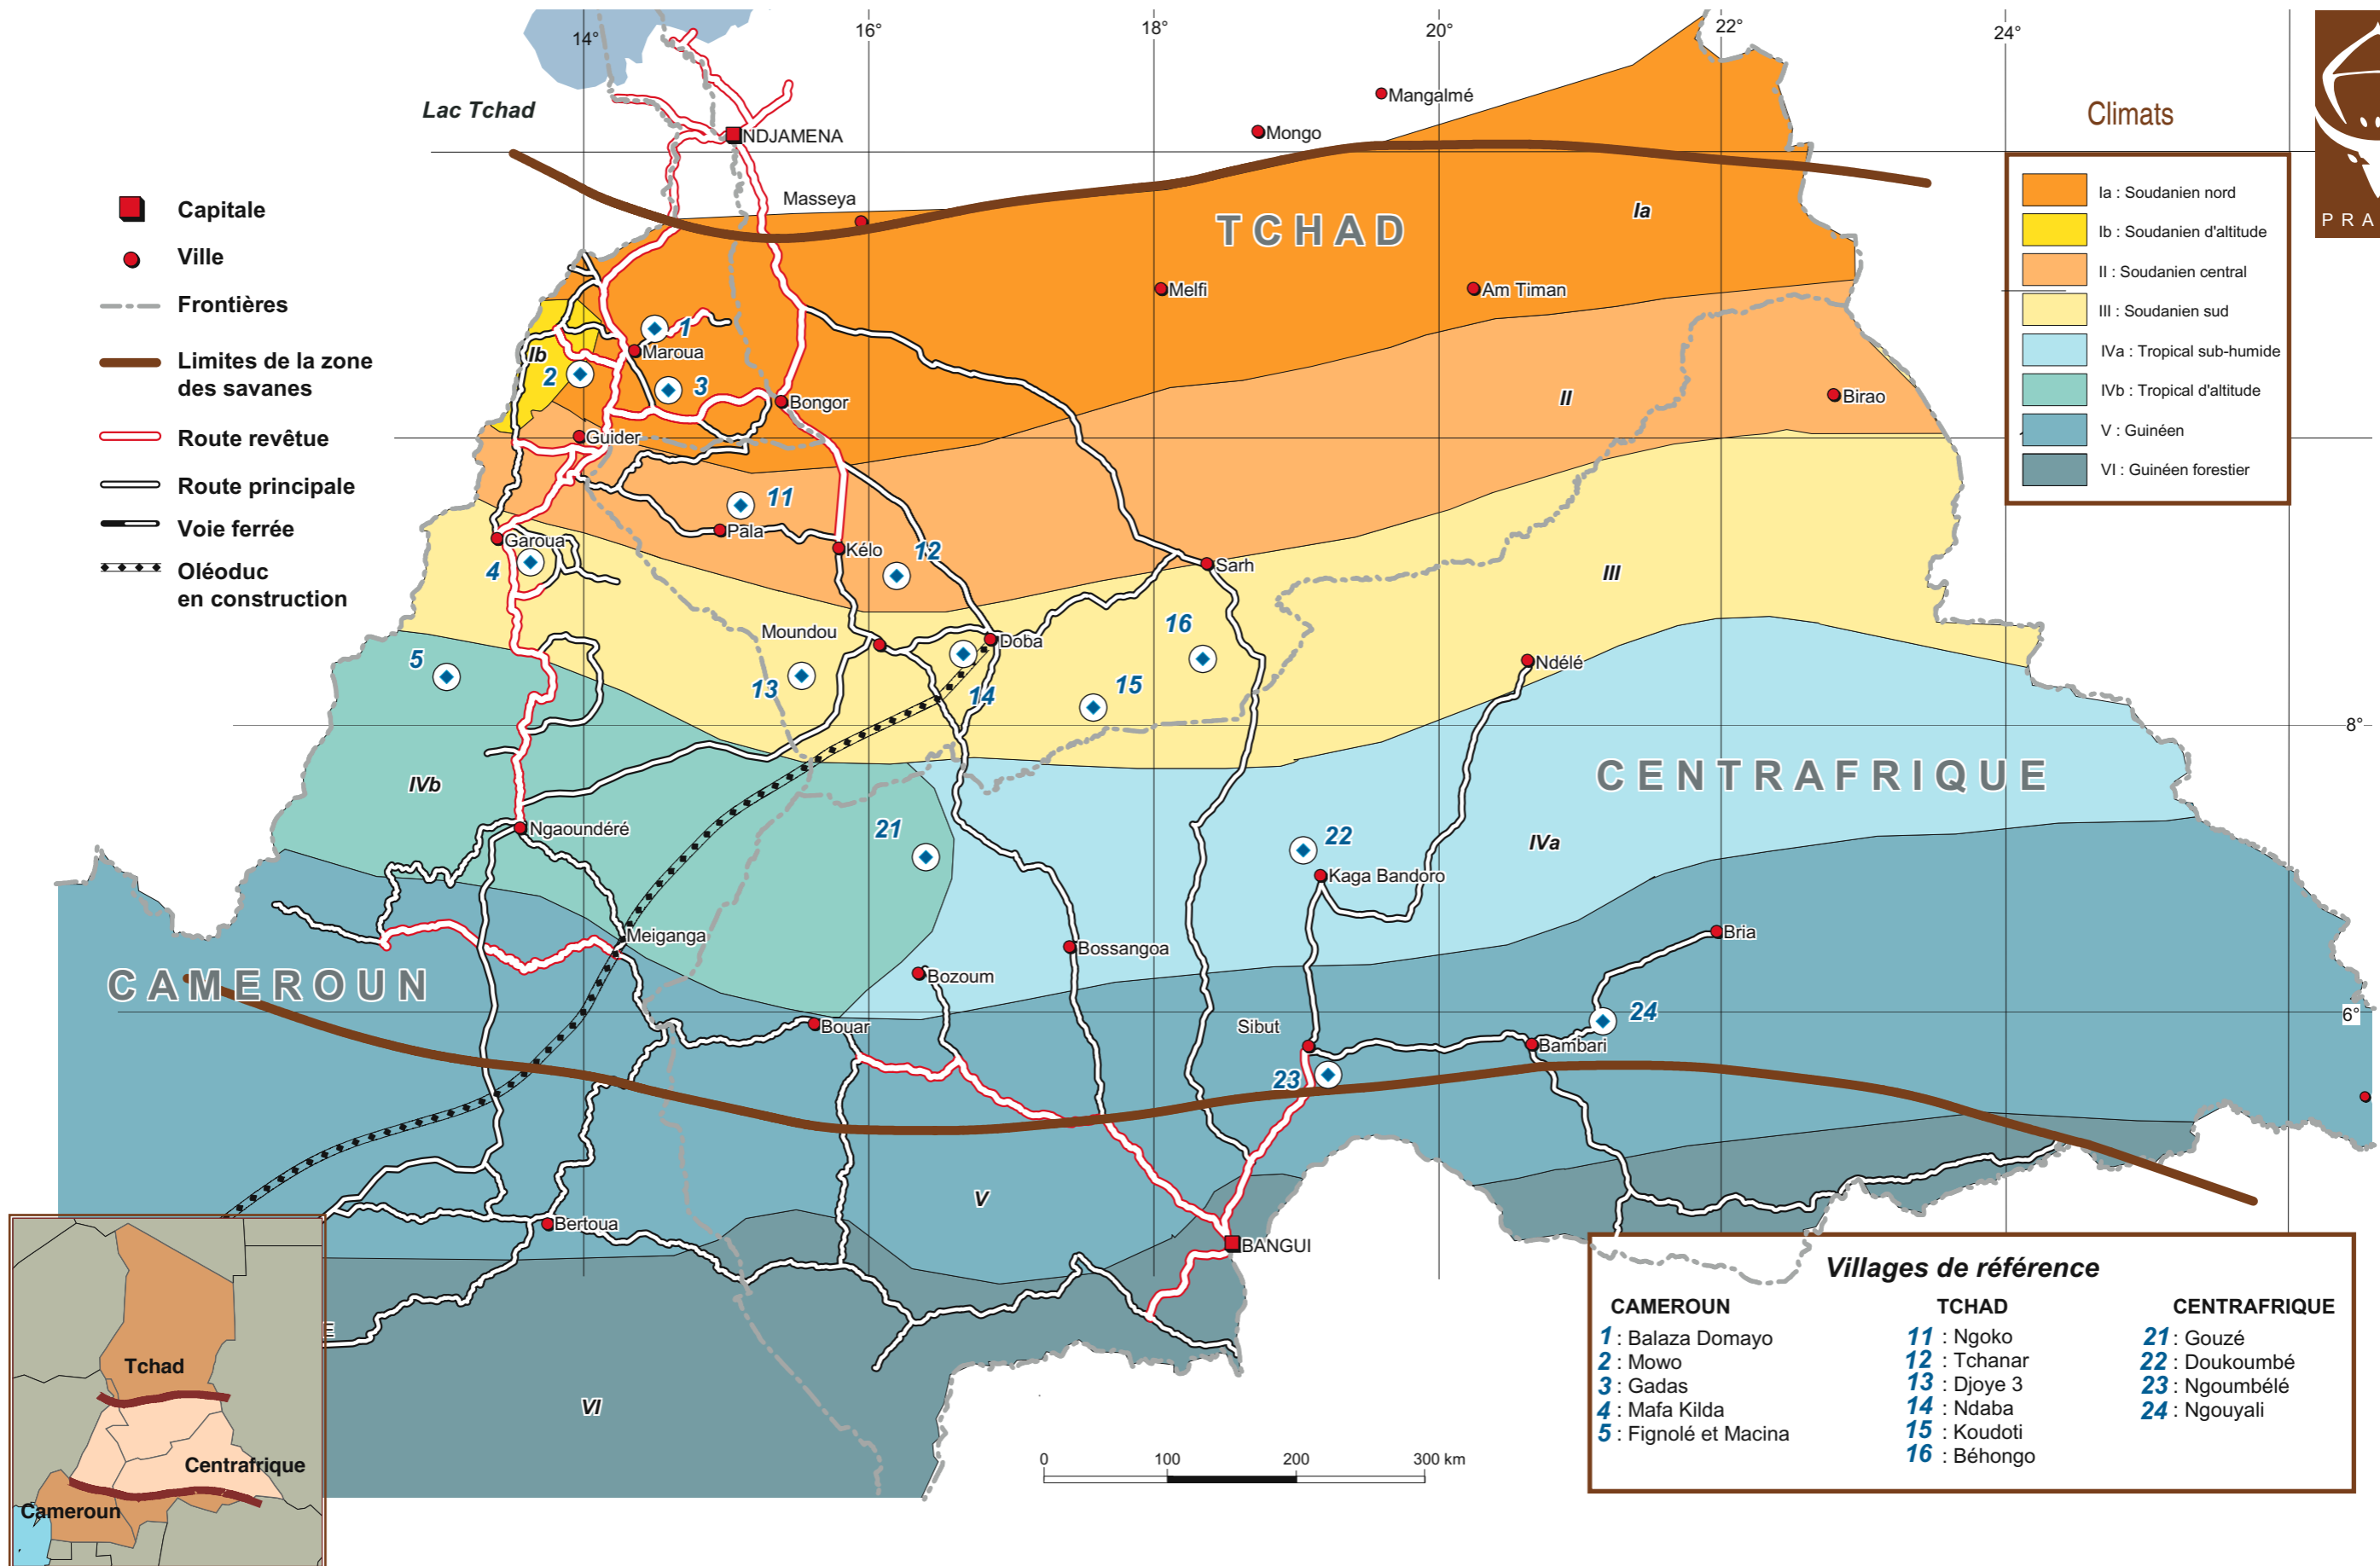 14°
16°
18°
20°
22°
24°
Lac Tchad
NDJAMENA
Mangalmé
Mongo
Climats
PRA
Ia : Soudanien nord
Ib : Soudanien d'altitude
II : Soudanien central
III : Soudanien sud
IVa : Tropical sub-humide
IVb : Tropical d'altitude
V : Guinéen
VI : Guinéen forestier
Capitale
Ville
Frontières
Limites de la zone
des savanes
Route revêtue
Route principale
Voie ferrée
Oléoduc
en construction
Masseya
TCHAD
Ia
Melfi
Am Timan
1
Maroua
Ib
2
3
Bongor
II
Birao
Guider
11
Pala
Garoua
Kélo
12
4
Sarh
III
Moundou
Doba
16
5
13
14
15
Ndélé
8°
IVb
CENTRAFRIQUE
Ngaoundéré
21
22
IVa
Kaga Bandoro
Meiganga
Bria
CAMEROUN
Bozoum
Bossangoa
Bouar
Sibut
24
6°
Bambari
23
V
Bertoua
BANGUI
E
VI
Tchad
Centrafrique
Cameroun
0 100 200 300 km
Villages de référence
CAMEROUN
1 : Balaza Domayo
2 : Mowo
3 : Gadas
4 : Mafa Kilda
5 : Fignolé et Macina
TCHAD
11 : Ngoko
12 : Tchanar
13 : Djoye 3
14 : Ndaba
15 : Koudoti
16 : Béhongo
CENTRAFRIQUE
21 : Gouzé
22 : Doukoumbé
23 : Ngoumbélé
24 : Ngouyali